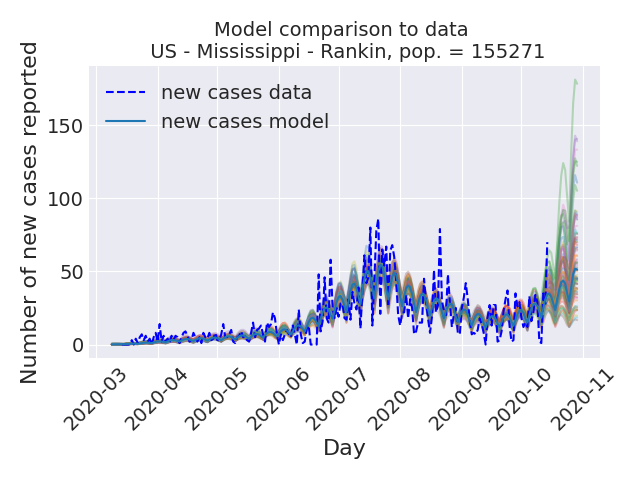 Model comparison to data
US - Mississippi - Rankin, pop. = 155271
new cases data
new cases model
Number of new cases reported
150
100
50
0
2020-03
2020-04
2020-05
2020-06
2020-07
2020-08
2020-09
2020-10
2020-11
Day